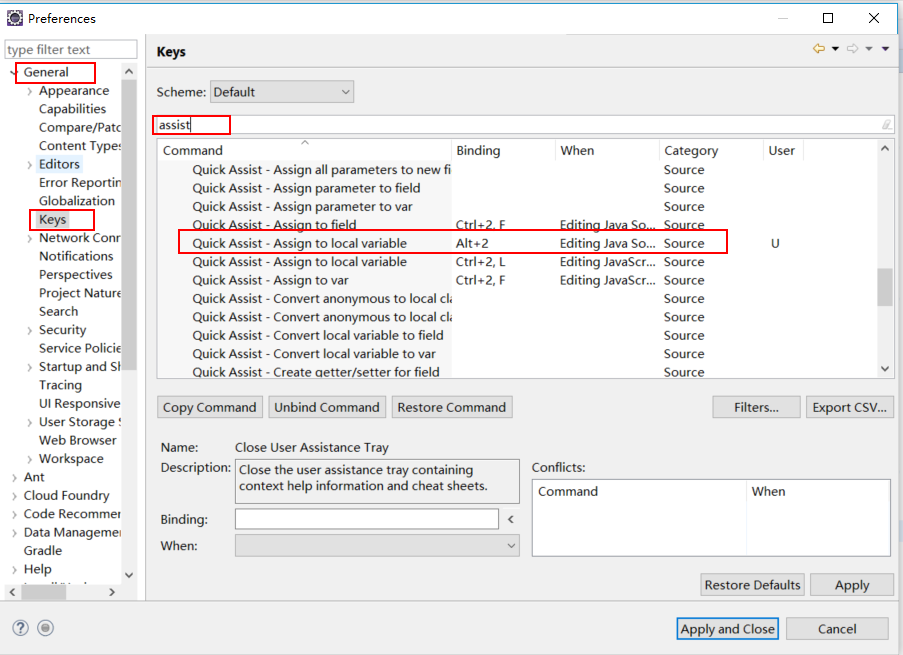 Preferences
type filter text
General
Appearance
Capabilities
Compare/Patc
Content Types
Editors
Error Reportin
Globalization
Keys
Network Conr
Notifications
Perspectives
Project Nature
Search
Security
Service Policie
Startup and Sh
Tracing
UI Responsive
User Storage S
Web Browser
Workspace
Ant
Cloud Foundry
Code Recommer
Data Managemer
Gradle
Help
Keys
Scheme: Default
assist
Command Binding When Category User
Quick Assist - Assign all parameters to new fi Source
Quick Assist - Assign parameter to field Source
Quick Assist - Assign parameter to var Source
Quick Assist - Assign to field Ctrl+2, F Editing Java So... Source
Quick Assist - Assign to local variable Alt+2 Editing Java So... Source U
Quick Assist - Assign to local variable Ctrl+2, L Editing JavaScr... Source
Quick Assist - Assign to var Ctrl+2, F Editing JavaScr... Source
Quick Assist - Convert anonymous to local cla Source
Quick Assist - Convert anonymous to local cla Source
Quick Assist - Convert local variable to field Source
Quick Assist - Convert local variable to var Source
Quick Assist - Create getter/setter for field Source
Copy Command Unbind Command Restore Command Filters... Export CSV...
Name: Close User Assistance Tray
Description: Close the user assistance tray containing
context help information and cheat sheets.
Binding:
When:
Conflicts:
Command When
Restore Defaults Apply
Apply and Close Cancel